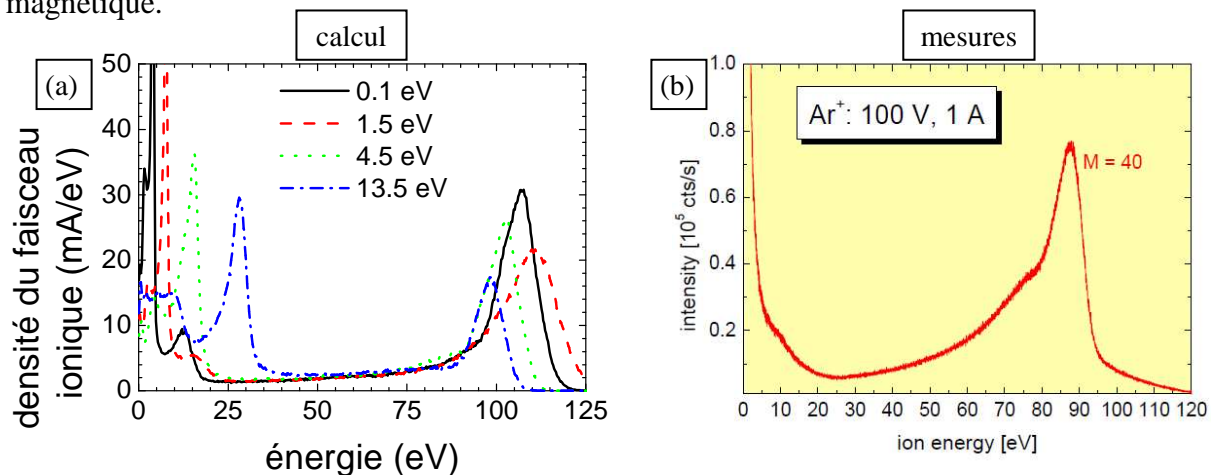 magnétique.
calcul
mesures
(a)
50
40
30
20
10
0
densité du faisceau
ionique (mA/eV)
0.1 eV
1.5 eV
4.5 eV
13.5 eV
0 25 50 75 100 125
énergie (eV)
(b)
1.0
0.8
0.6
0.4
0.2
intensity [10⁵ cts/s]
Ar⁺: 100 V, 1 A
M = 40
0 10 20 30 40 50 60 70 80 90 100 110 120
ion energy [eV]